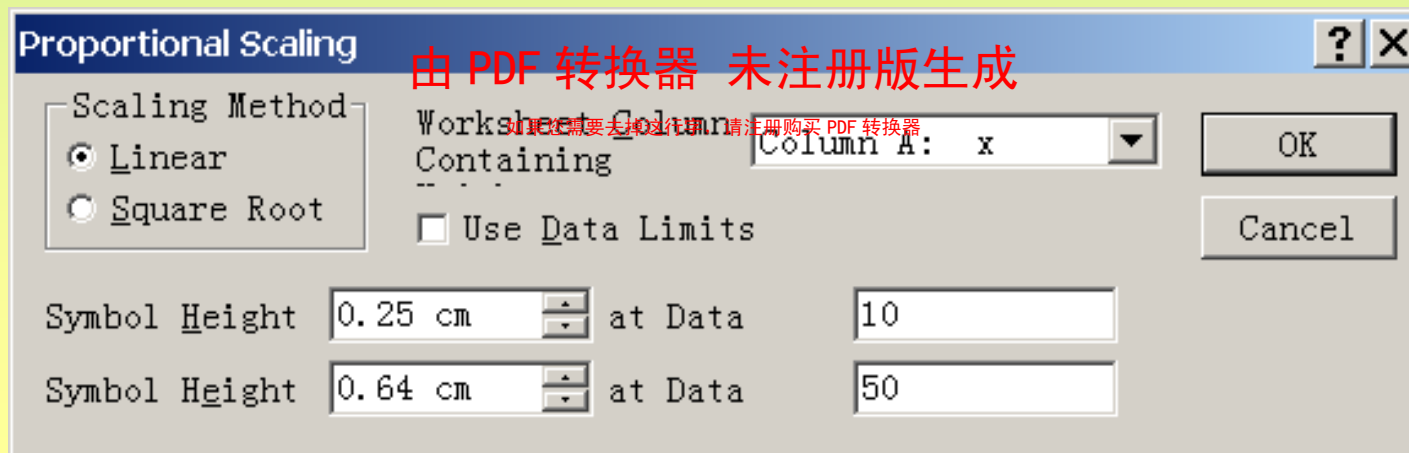 Proportional Scaling
由 PDF 转换器 未注册版生成
Scaling Method
Linear
Square Root
Worksheet Column
Containing
如果您需要去掉这行字，请注册购买 PDF 转换器
Column A: x
OK
Use Data Limits
Cancel
Symbol Height 0.25 cm at Data 10
Symbol Height 0.64 cm at Data 50